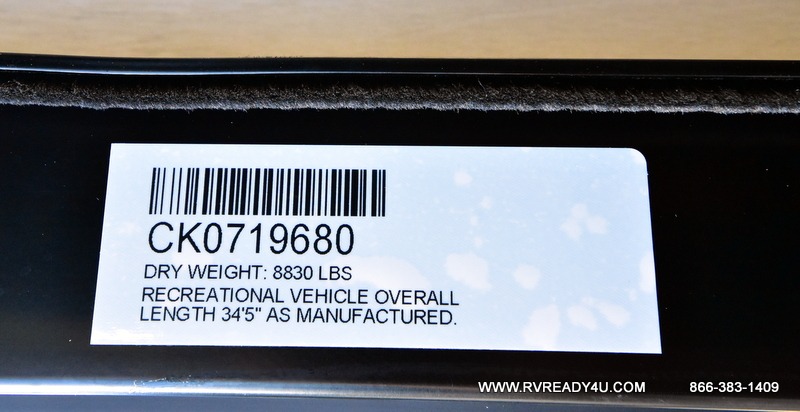 CK0719680
DRY WEIGHT: 8830 LBS
RECREATIONAL VEHICLE OVERALL
LENGTH 34'5" AS MANUFACTURED.
WWW.RVREADY4U.COM 866-383-1409